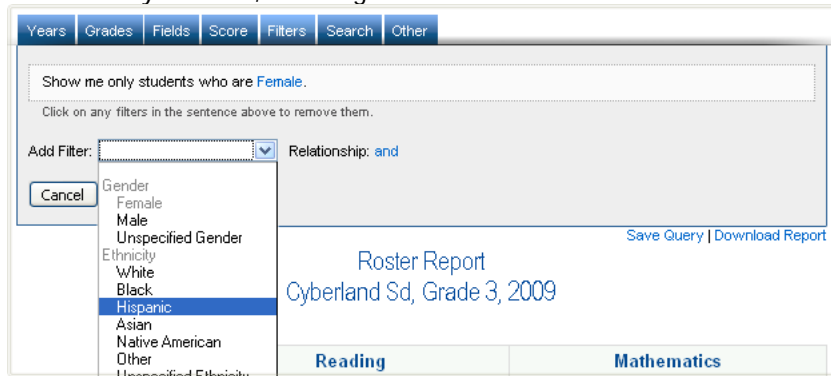 Years Grades Fields Score Filters Search Other
Show me only students who are Female.
Click on any filters in the sentence above to remove them.
Add Filter: Relationship: and
Cancel
Gender
Female
Male
Unspecified Gender
Ethnicity
White
Black
Hispanic
Asian
Native American
Other
Unspecified Ethnicity
Save Query | Download Report
Roster Report
Cyberland Sd, Grade 3, 2009
Reading Mathematics